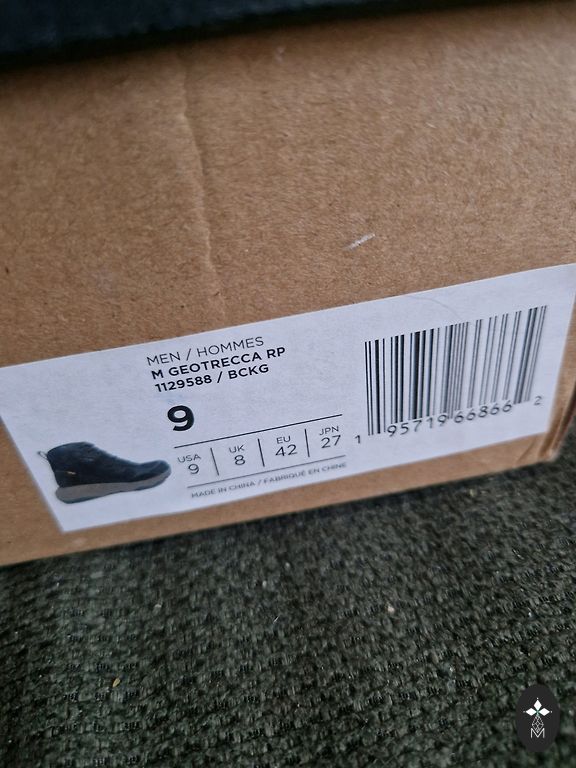 MEN / HOMMES
M GEOTRECCA RP
1129588 / BCKG
9
USA UK EU JPN
9 8 42 27
MADE IN CHINA / FABRIQUÉ EN CHINE
1 95719 66866 2
M